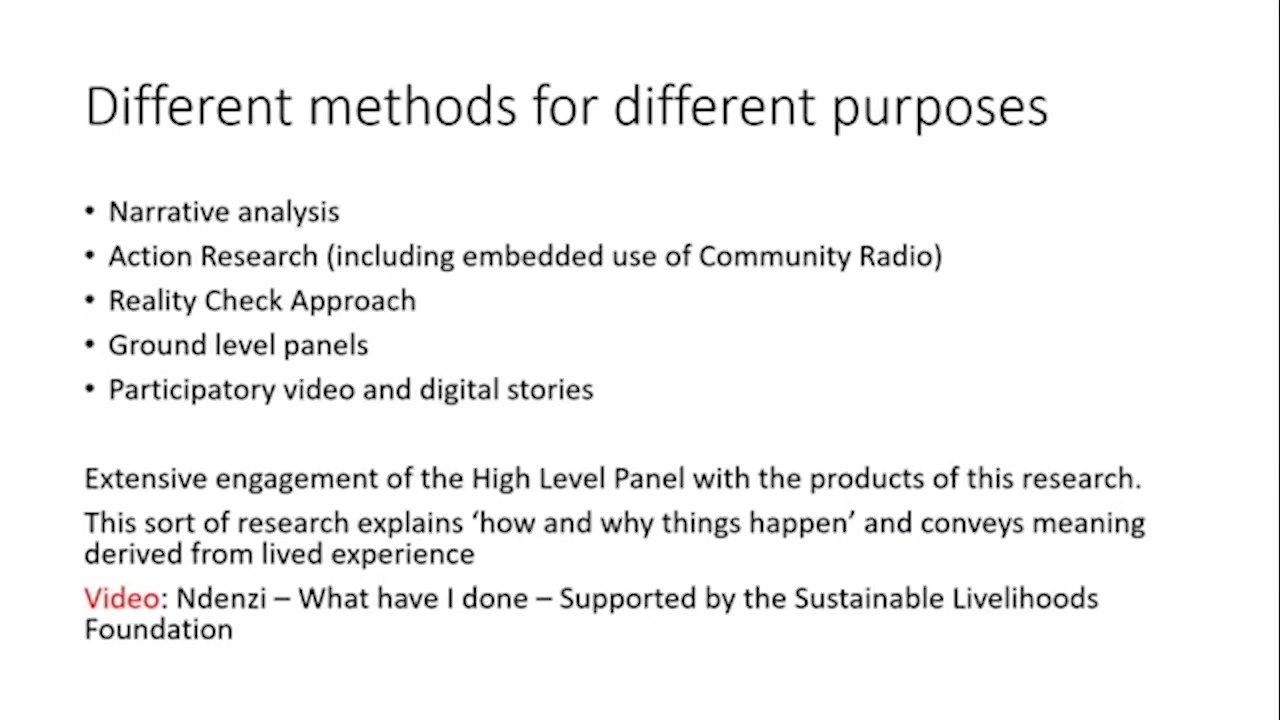 Different methods for different purposes
• Narrative analysis
• Action Research (including embedded use of Community Radio)
• Reality Check Approach
• Ground level panels
• Participatory video and digital stories
Extensive engagement of the High Level Panel with the products of this research.
This sort of research explains ‘how and why things happen’ and conveys meaning
derived from lived experience
Video: Ndenzi – What have I done – Supported by the Sustainable Livelihoods
Foundation